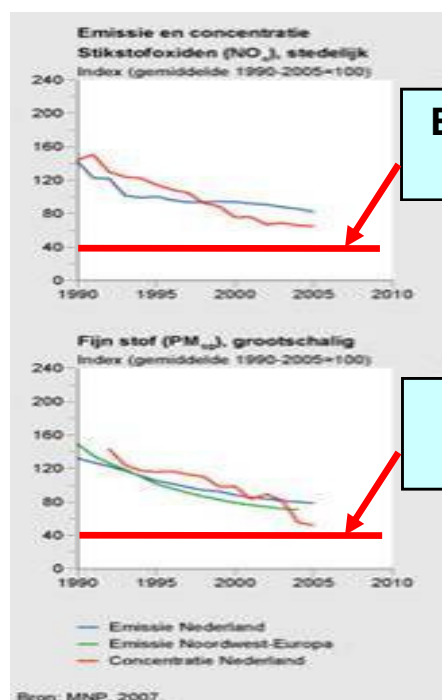 Emissie en concentratie
Stikstofoxiden (NOx), stedelijk
Index (gemiddelde 1990-2005=100)
240
200
160
120
80
40
0
1990
1995
2000
2005
2010
E
Fijn stof (PM10), grootschalig
Index (gemiddelde 1990-2005=100)
240
200
160
120
80
40
0
1990
1995
2000
2005
2010
Emissie Nederland
Emissie Noordwest-Europa
Concentratie Nederland
Bron: MNP, 2007.